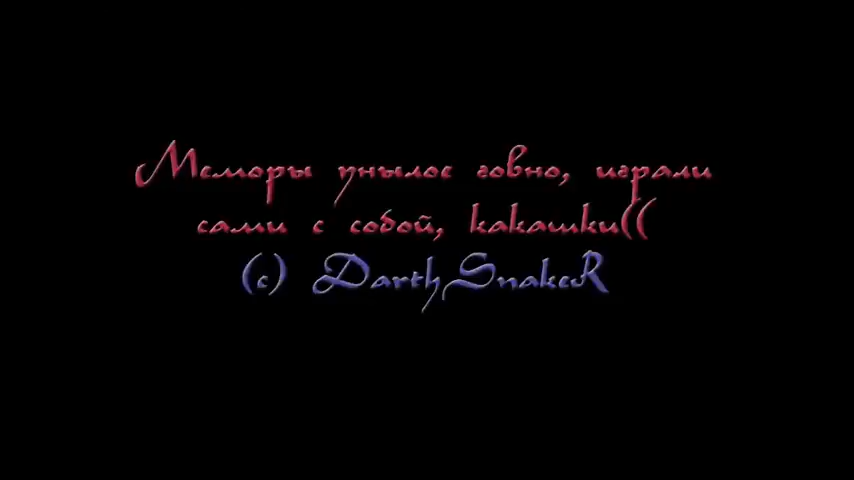 Меморы унылое говно, играли
сами с собой, какашки((
(c) DarthSnakeR